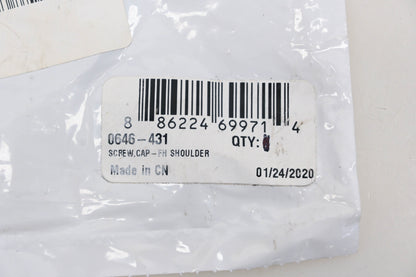 8 86224 69971 4
0646-431 QTY:
SCREW,CAP-FH SHOULDER
Made in CN 01/24/2020